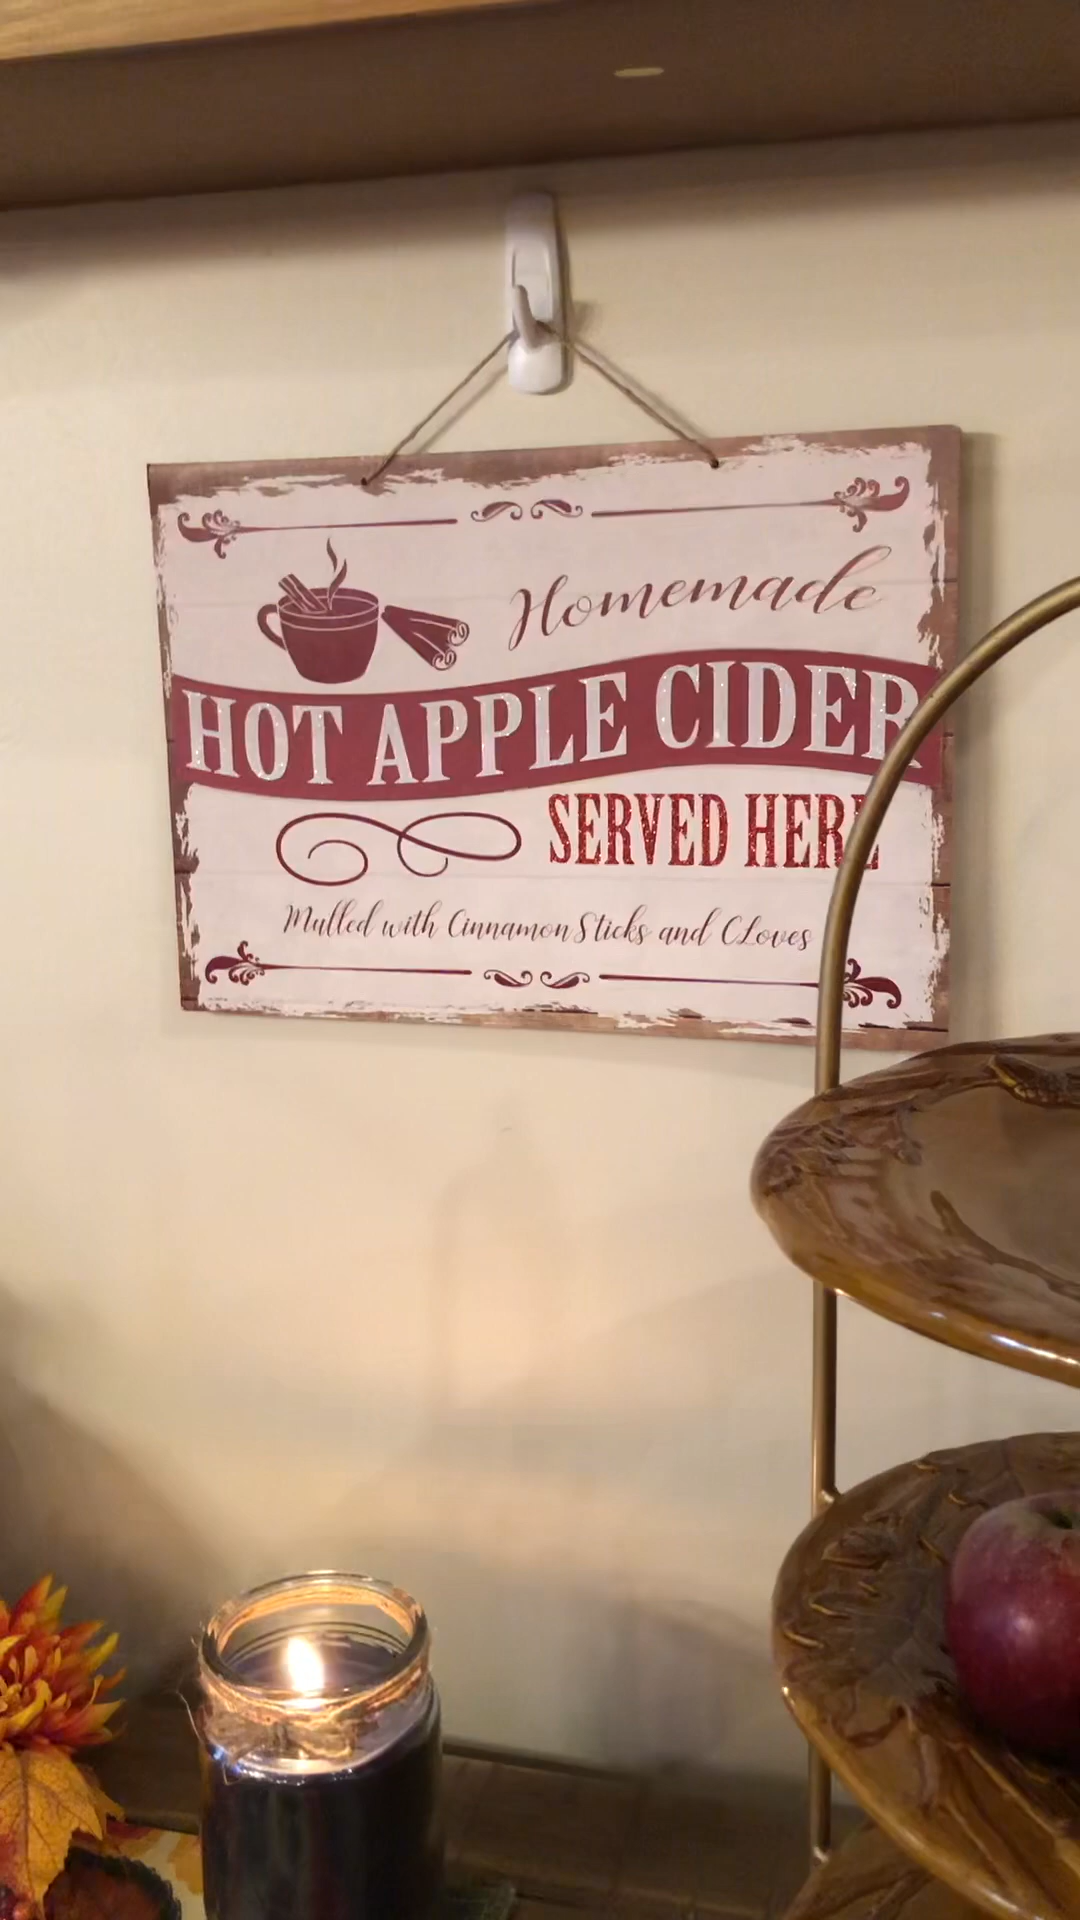 Homemade
HOT APPLE CIDER
SERVED HERE
Mulled with Cinnamon Sticks and CLoves